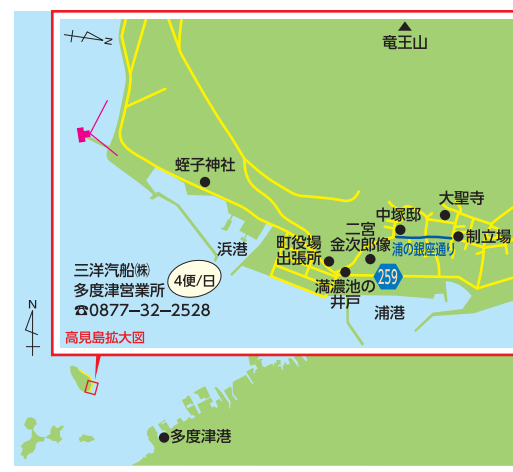 竜王山
N
蛭子神社
大聖寺
中塚邸
制立場
二宮
金次郎像
浦の銀座通り
町役場
出張所
浜港
259
満濃池の
井戸
浦港
三洋汽船㈱
多度津営業所
☎0877−32−2528
4便/日
高見島拡大図
N
多度津港